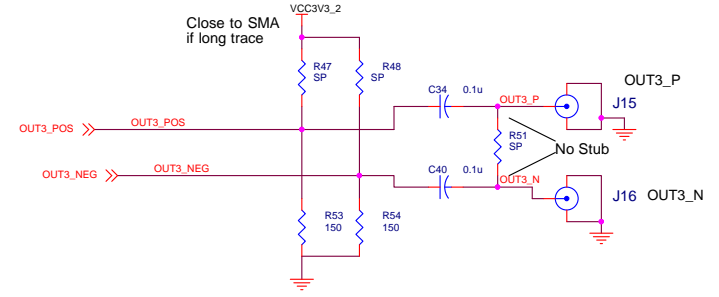 VCC3V3_2
Close to SMA
if long trace
R47
SP
R48
SP
C34
0.1u
OUT3_P
OUT3_P
J15
OUT3_POS
OUT3_POS
R51
SP
No Stub
OUT3_NEG
OUT3_NEG
C40
0.1u
OUT3_N
J16
OUT3_N
R53
150
R54
150